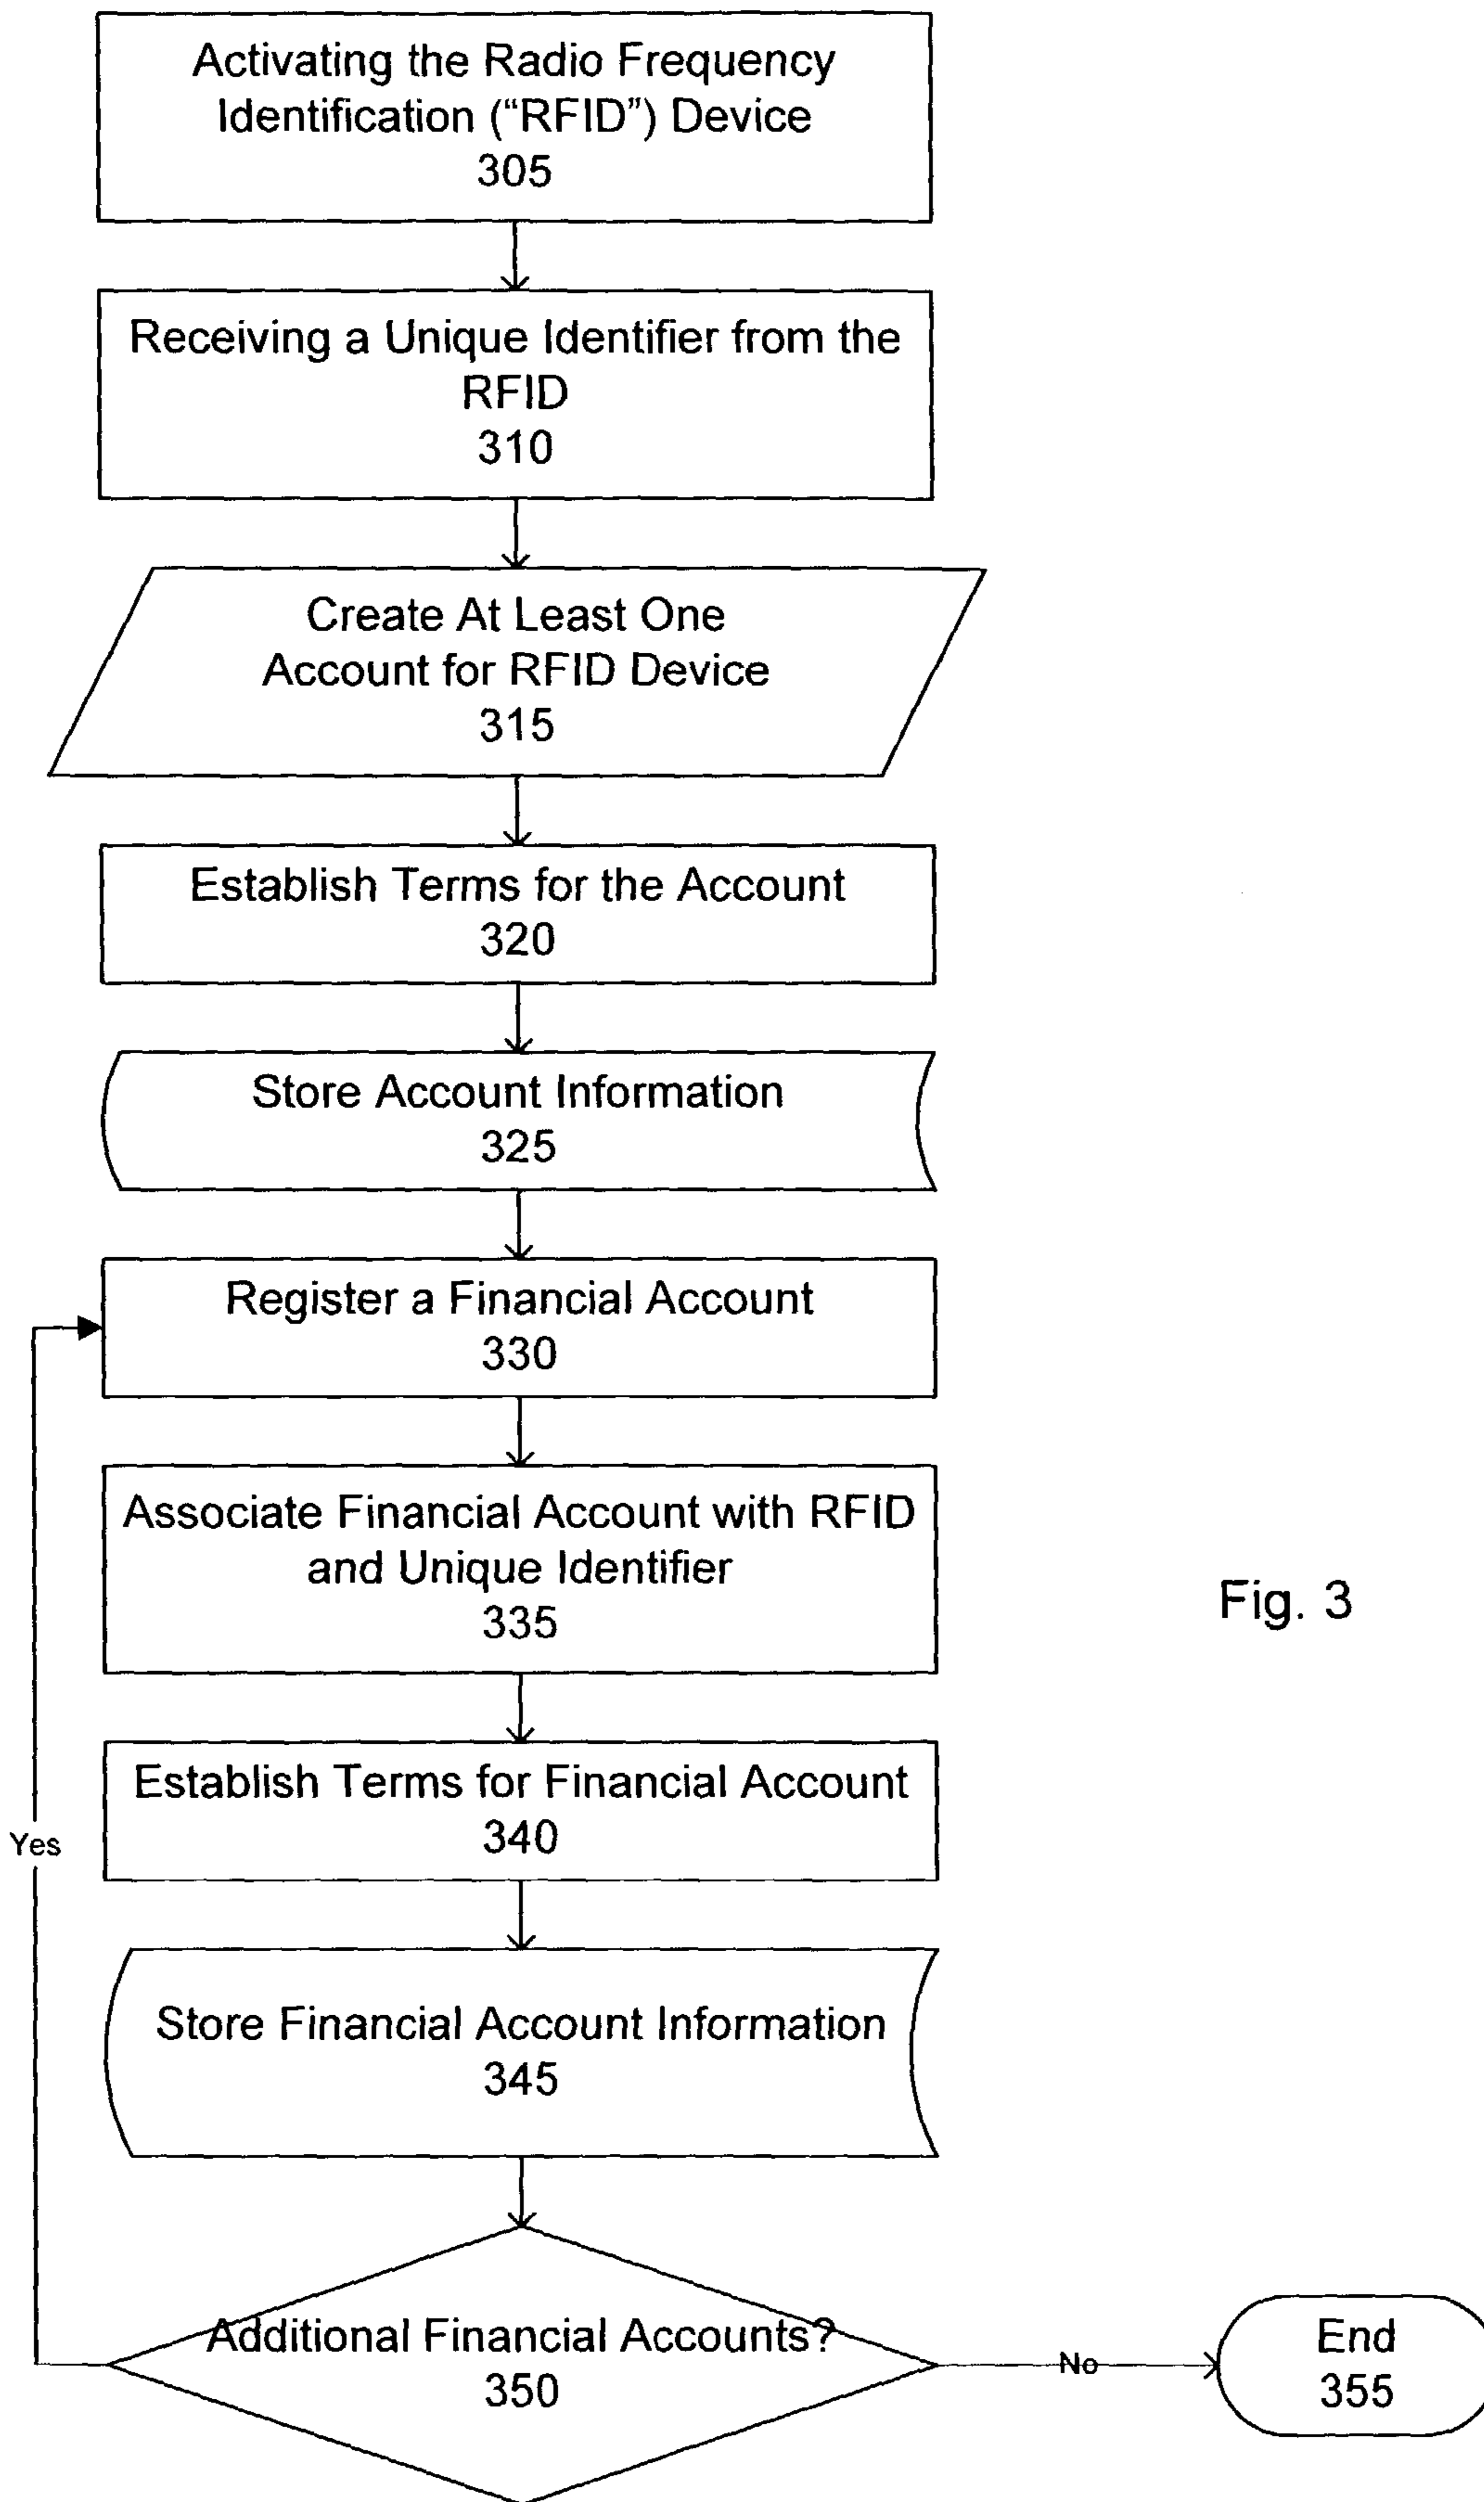 Activating the Radio Frequency
Identification (“RFID”) Device
305
Receiving a Unique Identifier from the
RFID
310
Create At Least One
Account for RFID Device
315
Establish Terms for the Account
320
Store Account Information
325
Register a Financial Account
330
Associate Financial Account with RFID
and Unique Identifier
335
Fig. 3
Establish Terms for Financial Account
340
Yes
Store Financial Account Information
345
Additional Financial Accounts?
350
No
End
355